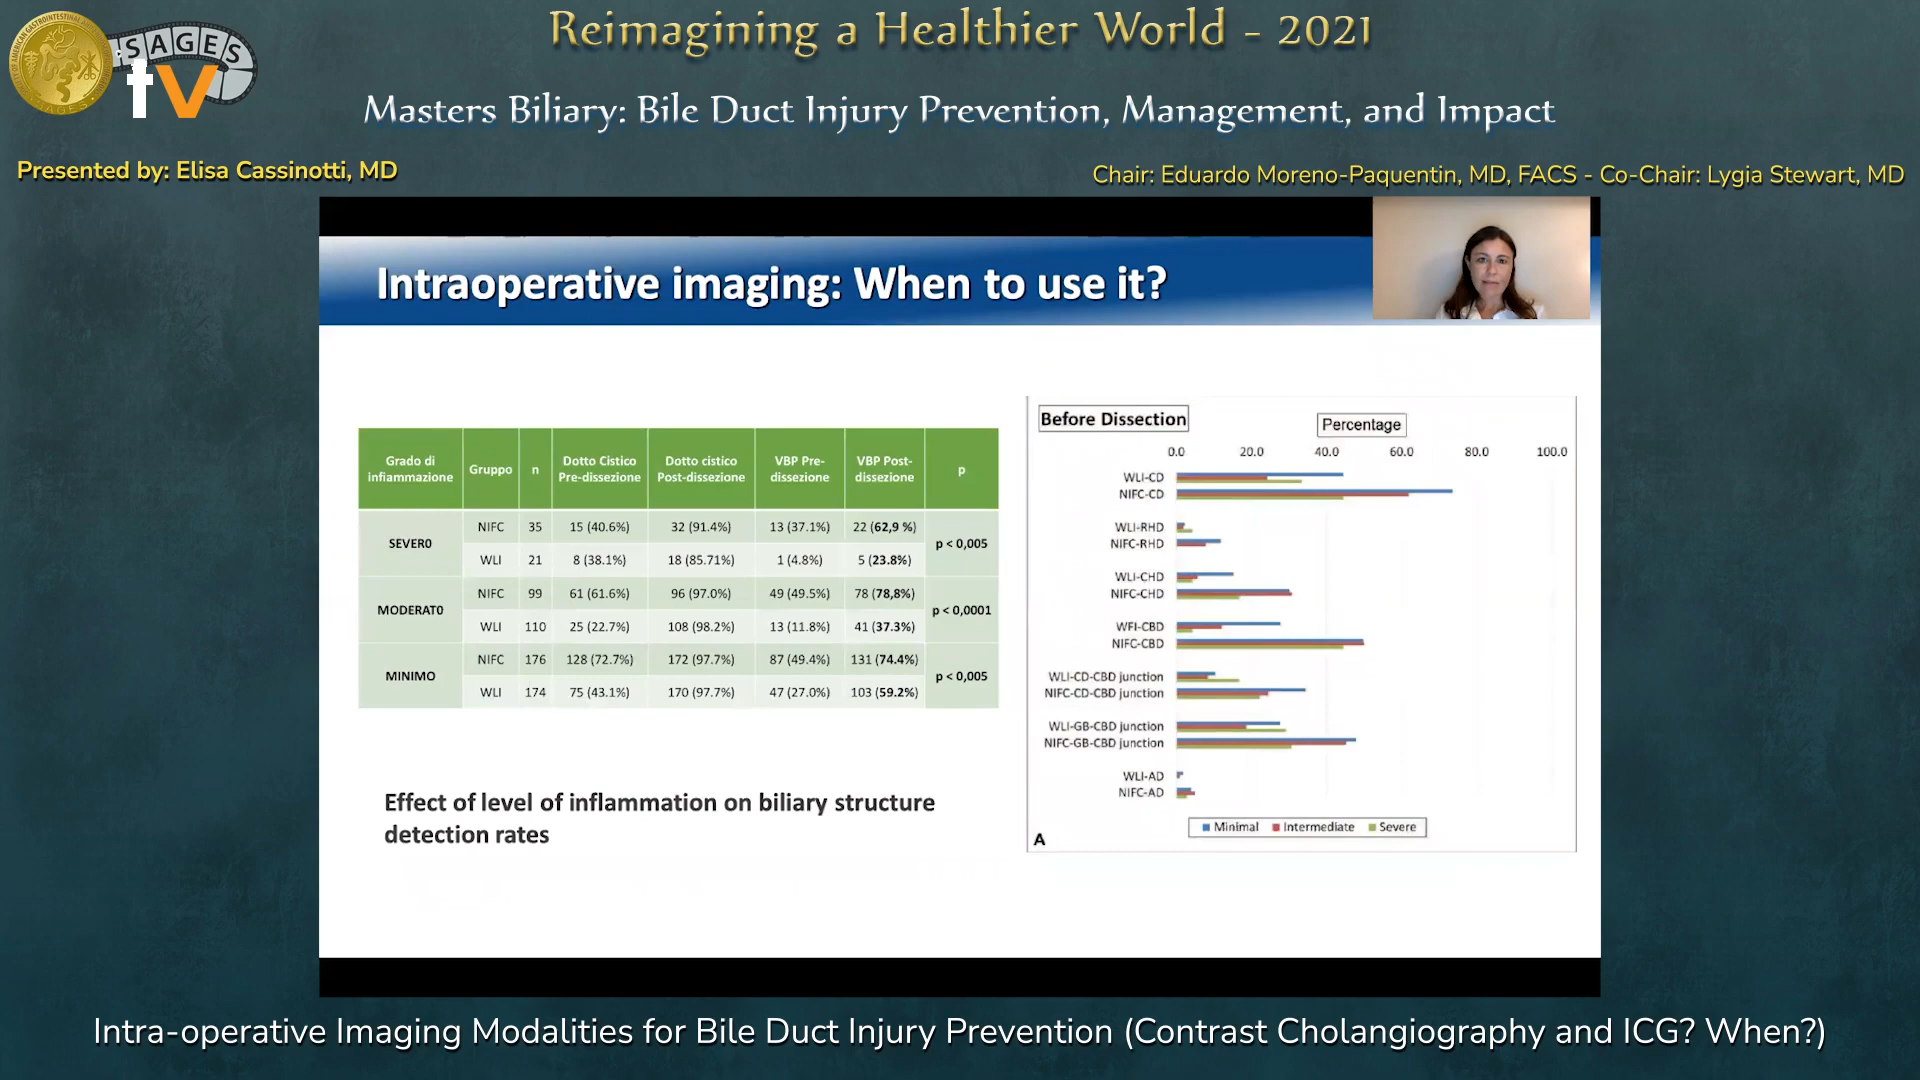 SAGES
tv
Reimagining a Healthier World - 2021
Masters Biliary: Bile Duct Injury Prevention, Management, and Impact
Presented by: Elisa Cassinotti, MD
Chair: Eduardo Moreno-Paquentin, MD, FACS - Co-Chair: Lygia Stewart, MD
Intraoperative imaging: When to use it?
Grado di infiammazione Gruppo n Dotto Cistico Pre-dissezione Dotto cistico Post-dissezione VBP Pre-dissezione VBP Post-dissezione p
SEVER0 NIFC 35 15 (40.6%) 32 (91.4%) 13 (37.1%) 22 (62,9 %) p < 0,005
WLI 21 8 (38.1%) 18 (85.71%) 1 (4.8%) 5 (23.8%)
MODERAT0 NIFC 99 61 (61.6%) 96 (97.0%) 49 (49.5%) 78 (78,8%) p < 0,0001
WLI 110 25 (22.7%) 108 (98.2%) 13 (11.8%) 41 (37.3%)
MINIMO NIFC 176 128 (72.7%) 172 (97.7%) 87 (49.4%) 131 (74.4%) p < 0,005
WLI 174 75 (43.1%) 170 (97.7%) 47 (27.0%) 103 (59.2%)
Effect of level of inflammation on biliary structure
detection rates
Before Dissection
Percentage
0.0 20.0 40.0 60.0 80.0 100.0
WLI-CD
NIFC-CD
WLI-RHD
NIFC-RHD
WLI-CHD
NIFC-CHD
WFI-CBD
NIFC-CBD
WLI-CD-CBD junction
NIFC-CD-CBD junction
WLI-GB-CBD junction
NIFC-GB-CBD junction
WLI-AD
NIFC-AD
Minimal Intermediate Severe
A
Intra-operative Imaging Modalities for Bile Duct Injury Prevention (Contrast Cholangiography and ICG? When?)